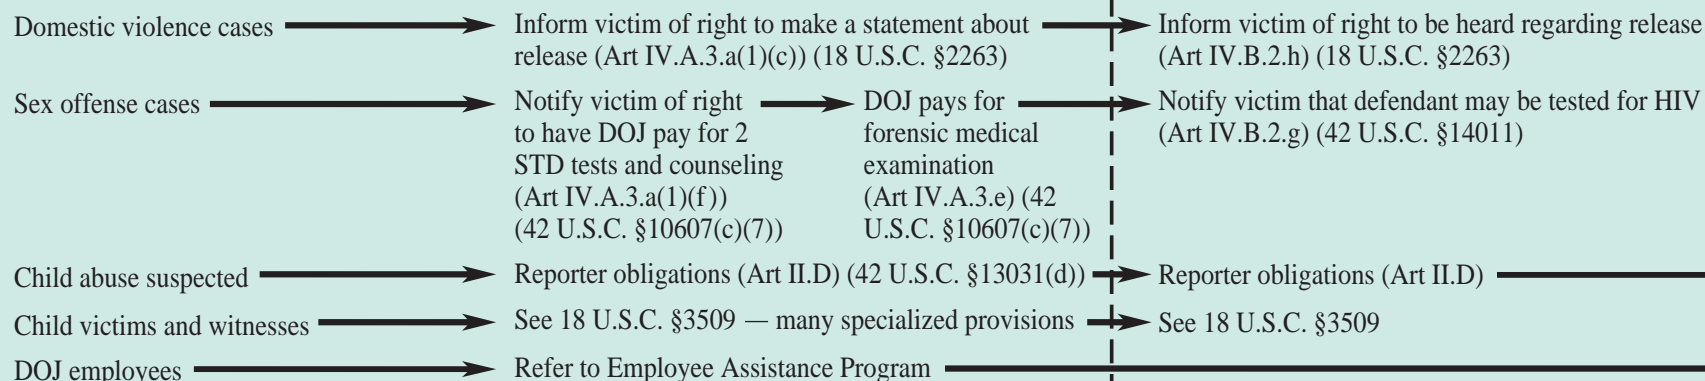 Domestic violence cases
Inform victim of right to make a statement about
release (Art IV.A.3.a(1)(c)) (18 U.S.C. §2263)
Inform victim of right to be heard regarding release
(Art IV.B.2.h) (18 U.S.C. §2263)
Sex offense cases
Notify victim of right
to have DOJ pay for 2
STD tests and counseling
(Art IV.A.3.a(1)(f))
(42 U.S.C. §10607(c)(7))
DOJ pays for
forensic medical
examination
(Art IV.A.3.e) (42
U.S.C. §10607(c)(7))
Notify victim that defendant may be tested for HIV
(Art IV.B.2.g) (42 U.S.C. §14011)
Child abuse suspected
Reporter obligations (Art II.D) (42 U.S.C. §13031(d))
Reporter obligations (Art II.D)
Child victims and witnesses
See 18 U.S.C. §3509 — many specialized provisions
See 18 U.S.C. §3509
DOJ employees
Refer to Employee Assistance Program